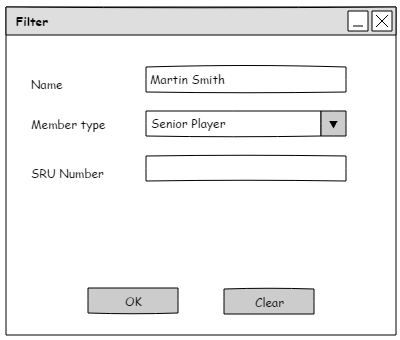 Filter
Name
Martin Smith
Member type
Senior Player
SRU Number
OK
Clear